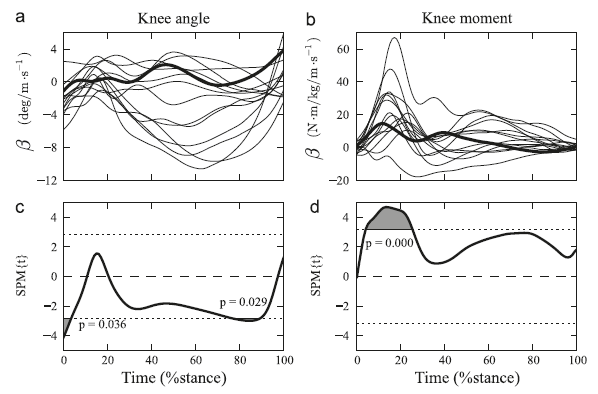 a
Knee angle
b
Knee moment
β (deg/m·s⁻¹)
4
0
−4
−8
−12
β (N·m/kg/m·s⁻¹)
60
40
20
0
−20
c
SPM{t}
4
2
0
−2
−4
p = 0.036
p = 0.029
0 20 40 60 80 100
Time (%stance)
d
SPM{t}
4
2
0
−2
−4
p = 0.000
0 20 40 60 80 100
Time (%stance)